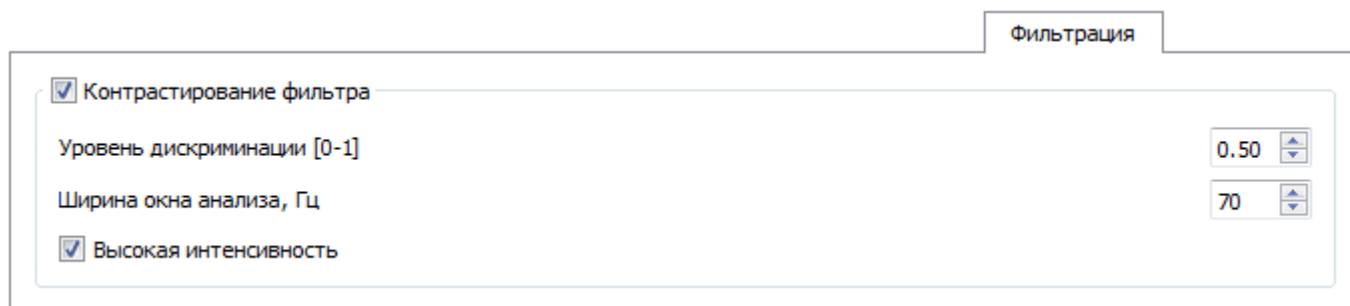 Фильтрация
Контрастирование фильтра
Уровень дискриминации [0-1] 0.50
Ширина окна анализа, Гц 70
Высокая интенсивность